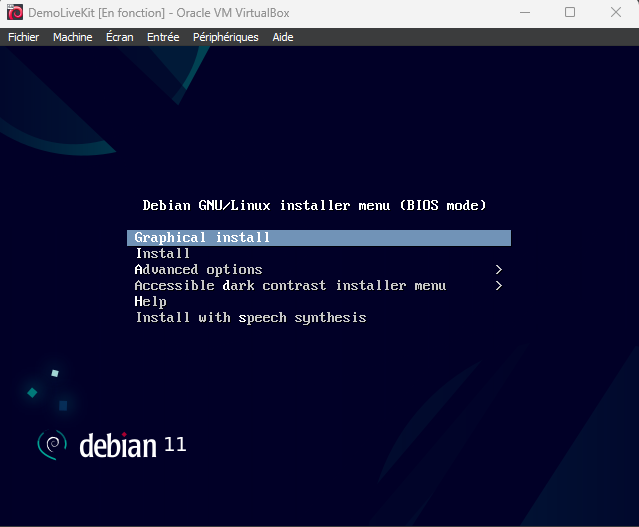 DemoLiveKit [En fonction] - Oracle VM VirtualBox
Fichier Machine Écran Entrée Périphériques Aide
Debian GNU/Linux installer menu (BIOS mode)
Graphical install
Install
Advanced options >
Accessible dark contrast installer menu >
Help
Install with speech synthesis
debian 11